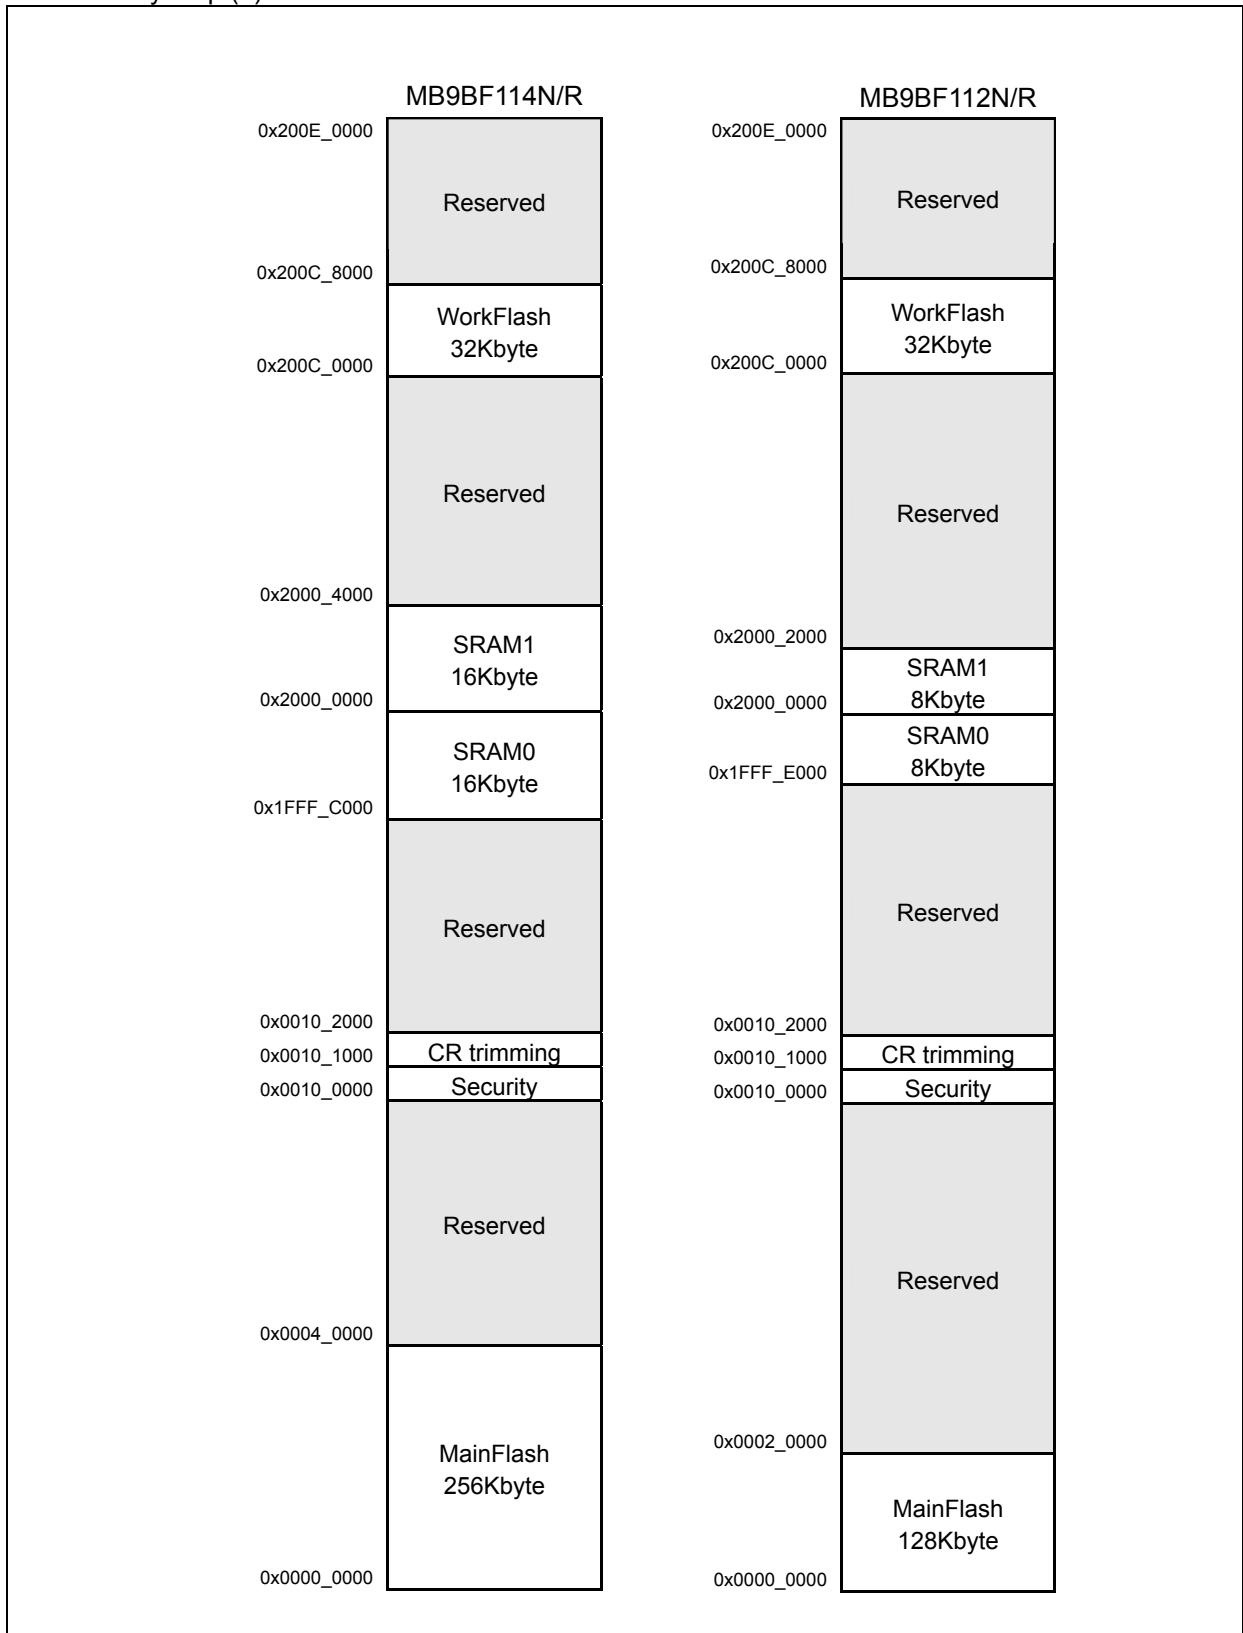 MB9BF114N/R
0x200E_0000
Reserved
0x200C_8000
WorkFlash
32Kbyte
0x200C_0000
Reserved
0x2000_4000
SRAM1
16Kbyte
0x2000_0000
SRAM0
16Kbyte
0x1FFF_C000
Reserved
0x0010_2000
CR trimming
0x0010_1000
Security
0x0010_0000
Reserved
0x0004_0000
MainFlash
256Kbyte
0x0000_0000
MB9BF112N/R
0x200E_0000
Reserved
0x200C_8000
WorkFlash
32Kbyte
0x200C_0000
Reserved
0x2000_2000
SRAM1
8Kbyte
0x2000_0000
SRAM0
8Kbyte
0x1FFF_E000
Reserved
0x0010_2000
CR trimming
0x0010_1000
Security
0x0010_0000
Reserved
0x0002_0000
MainFlash
128Kbyte
0x0000_0000